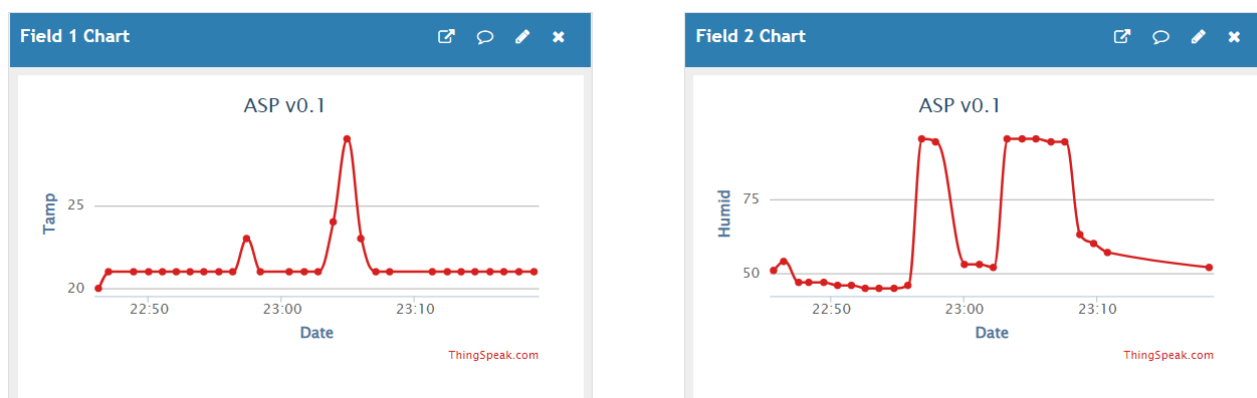 Field 1 Chart
ASP v0.1
Tamp
25
20
22:50 23:00 23:10
Date
ThingSpeak.com
Field 2 Chart
ASP v0.1
Humid
75
50
22:50 23:00 23:10
Date
ThingSpeak.com